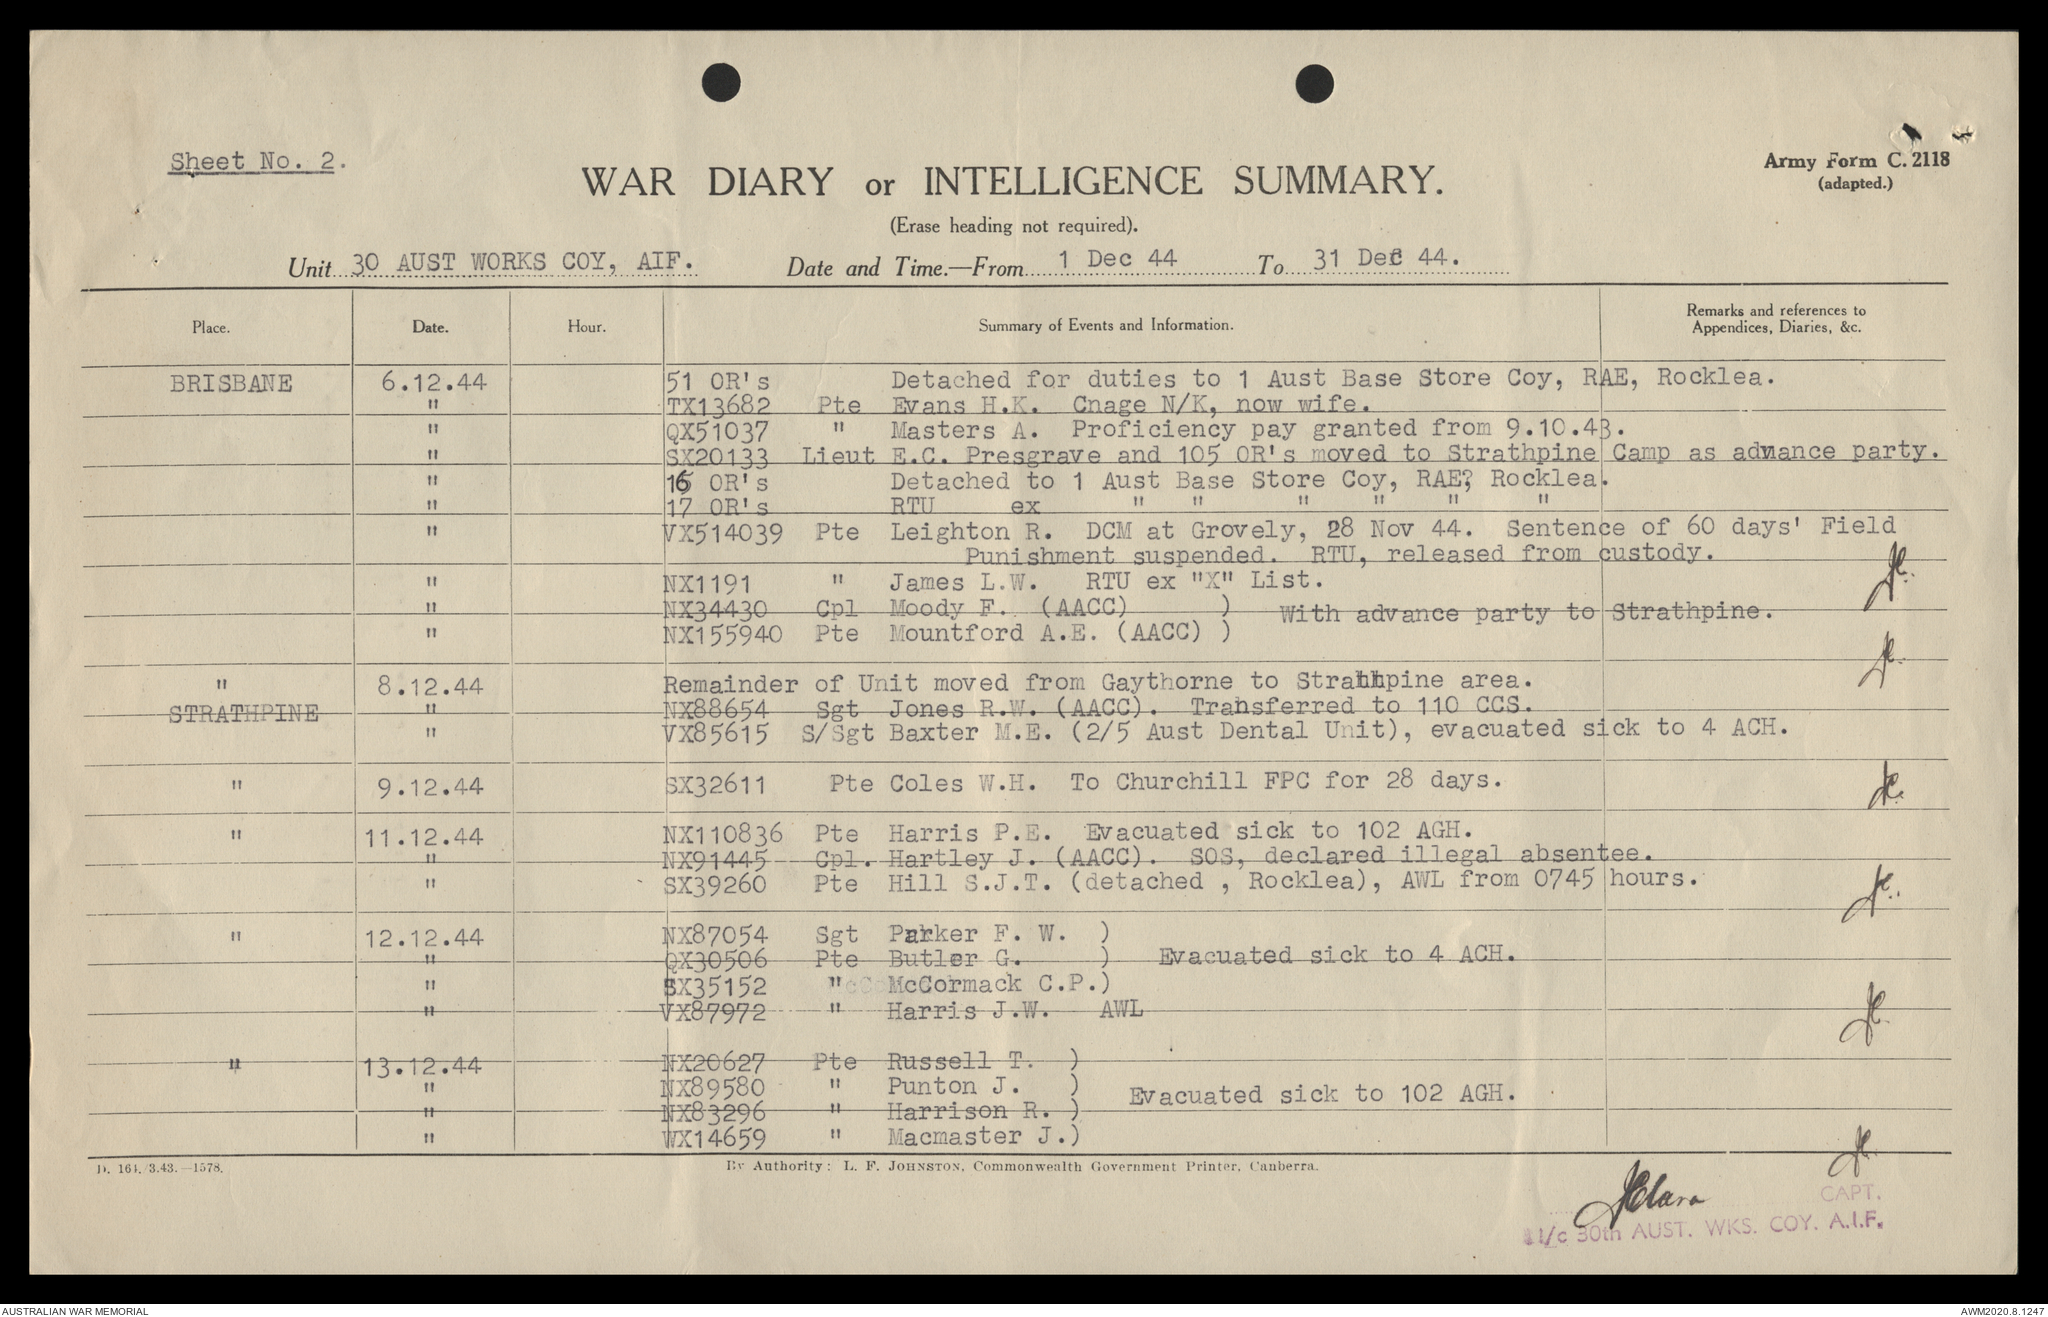 Sheet No. 2.
Army Form C. 2118
(adapted.)
WAR DIARY or INTELLIGENCE SUMMARY.
(Erase heading not required).
Unit 30 AUST WORKS COY, AIF. Date and Time.—From 1 Dec 44 To 31 Dec 44.
Place. Date. Hour. Summary of Events and Information. Remarks and references to Appendices, Diaries, &c.
BRISBANE 6.12.44 51 OR's Detached for duties to 1 Aust Base Store Coy, RAE, Rocklea.
" TX13682 Pte Evans H.K. Cnage N/K, now wife.
" QX51037 " Masters A. Proficiency pay granted from 9.10.43.
" SX20133 Lieut E.C. Presgrave and 105 OR's moved to Strathpine Camp as advance party.
" 16 OR's Detached to 1 Aust Base Store Coy, RAE? Rocklea.
" 17 OR's RTU ex " " " " " "
" VX514039 Pte Leighton R. DCM at Grovely, 28 Nov 44. Sentence of 60 days' Field
Punishment suspended. RTU, released from custody.
" NX1191 " James L.W. RTU ex "X" List.
" NX34430 Cpl Moody F. (AACC) ) With advance party to Strathpine.
" NX155940 Pte Mountford A.E. (AACC) )
" 8.12.44 Remainder of Unit moved from Gaythorne to Strathpine area.
STRATHPINE " NX88654 Sgt Jones R.W. (AACC). Transferred to 110 CCS.
" VX85615 S/Sgt Baxter M.E. (2/5 Aust Dental Unit), evacuated sick to 4 ACH.
" 9.12.44 SX32611 Pte Coles W.H. To Churchill FPC for 28 days.
" 11.12.44 NX110836 Pte Harris P.E. Evacuated sick to 102 AGH.
" NX91445 Cpl. Hartley J. (AACC). SOS, declared illegal absentee.
" SX39260 Pte Hill S.J.T. (detached , Rocklea), AWL from 0745 hours.
" 12.12.44 NX87054 Sgt Parker F. W. )
" QX30506 Pte Butler G. ) Evacuated sick to 4 ACH.
" SX35152 " McCormack C.P.)
" VX87972 " Harris J.W. AWL
" 13.12.44 NX20627 Pte Russell T. )
" NX89580 " Punton J. ) Evacuated sick to 102 AGH.
" NX83296 " Harrison R. )
" WX14659 " Macmaster J.)
D. 161/3.43.—1578. By Authority: L. F. JOHNSTON, Commonwealth Government Printer, Canberra.
CAPT.
I/c 30th AUST. WKS. COY. A.I.F.
AUSTRALIAN WAR MEMORIAL AWM2020.8.1247